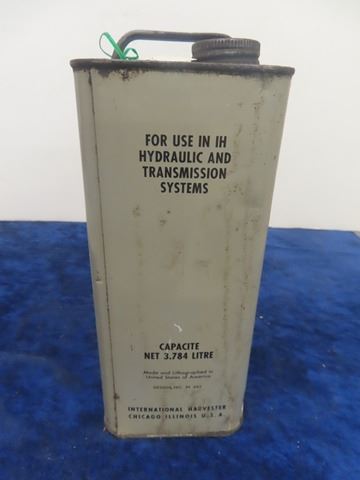 FOR USE IN IH
HYDRAULIC AND
TRANSMISSION
SYSTEMS
CAPACITE
NET 3.784 LITRE
Made and Lithographed in
United States of America
INTERNATIONAL HARVESTER
CHICAGO ILLINOIS U.S.A.